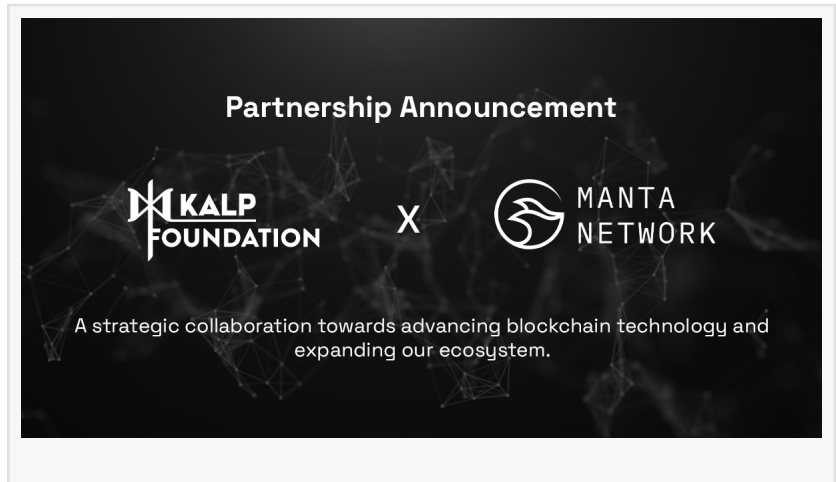 Partnership Announcement
KALP
FOUNDATION
X
MANTA
NETWORK
A strategic collaboration towards advancing blockchain technology and
expanding our ecosystem.